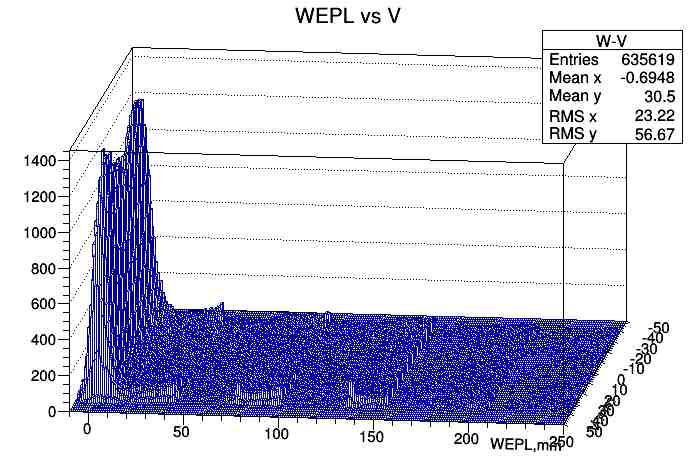 WEPL vs V
W-V
Entries 635619
Mean x -0.6948
Mean y 30.5
RMS x 23.22
RMS y 56.67
1400
1200
1000
800
600
400
200
0
0 50 100 150 200 250
WEPL,mm
-50
-40
-30
-20
-10
0
10
20
50